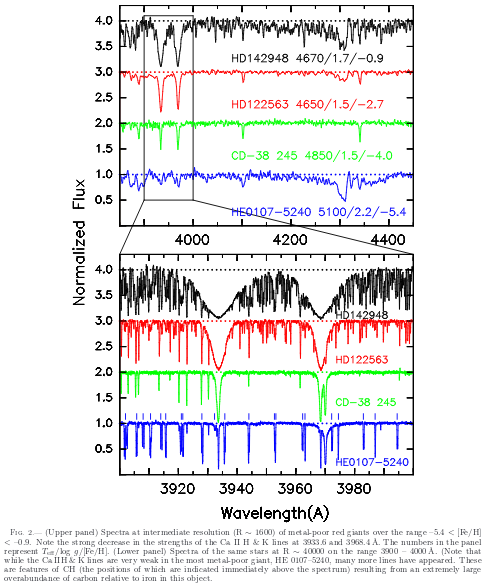 4.0
3.5
3.0
2.5
2.0
1.5
1.0
0.5
HD142948 4670/1.7/−0.9
HD122563 4650/1.5/−2.7
CD−38 245 4850/1.5/−4.0
HE0107−5240 5100/2.2/−5.4
4000
4200
4400
Normalized Flux
4.0
3.5
3.0
2.5
2.0
1.5
1.0
0.5
HD142948
HD122563
CD−38 245
HE0107−5240
3920
3940
3960
3980
Wavelength(A)
Fig. 2.— (Upper panel) Spectra at intermediate resolution (R ∼ 1600) of metal-poor red giants over the range –5.4 < [Fe/H]
< –0.9. Note the strong decrease in the strengths of the Ca II H & K lines at 3933.6 and 3968.4 Å. The numbers in the panel
represent Teff/log g/[Fe/H]. (Lower panel) Spectra of the same stars at R ∼ 40000 on the range 3900 – 4000 Å. (Note that
while the Ca II H & K lines are very weak in the most metal-poor giant, HE 0107–5240, many more lines have appeared. These
are features of CH (the positions of which are indicated immediately above the spectrum) resulting from an extremely large
overabundance of carbon relative to iron in this object.